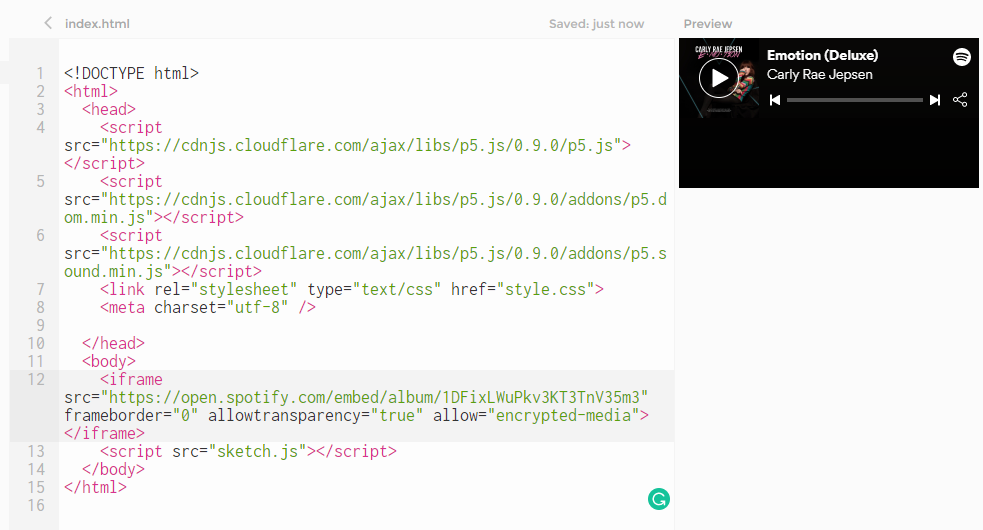 index.html
Saved: just now
Preview
1 <!DOCTYPE html>
2 <html>
3 <head>
4 <script
src="https://cdnjs.cloudflare.com/ajax/libs/p5.js/0.9.0/p5.js">
</script>
5 <script
src="https://cdnjs.cloudflare.com/ajax/libs/p5.js/0.9.0/addons/p5.d
om.min.js"></script>
6 <script
src="https://cdnjs.cloudflare.com/ajax/libs/p5.js/0.9.0/addons/p5.s
ound.min.js"></script>
7 <link rel="stylesheet" type="text/css" href="style.css">
8 <meta charset="utf-8" />
9
10 </head>
11 <body>
12 <iframe
src="https://open.spotify.com/embed/album/1DFixLWuPkv3KT3TnV35m3"
frameborder="0" allowtransparency="true" allow="encrypted-media">
</iframe>
13 <script src="sketch.js"></script>
14 </body>
15 </html>
16
CARLY RAE JEPSEN
E•MO•TION
Emotion (Deluxe)
Carly Rae Jepsen